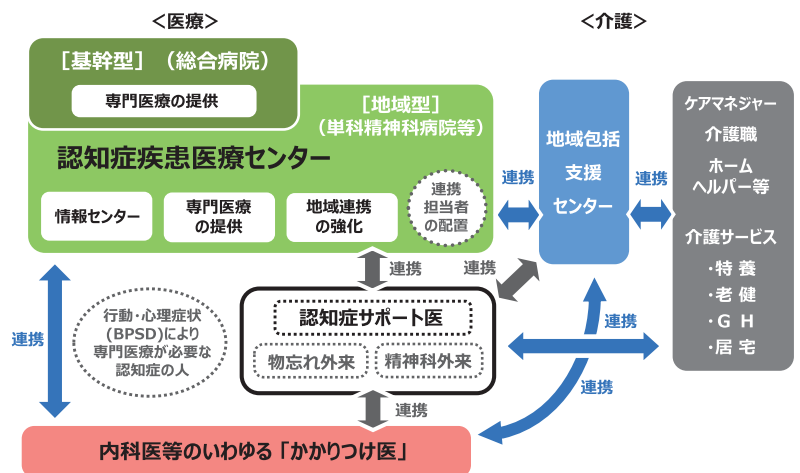 ＜医療＞
＜介護＞
［基幹型］（総合病院）
専門医療の提供
［地域型］
（単科精神科病院等）
認知症疾患医療センター
情報センター
専門医療
の提供
地域連携
の強化
連携
担当者
の配置
連携
地域包括
支援
センター
連携
ケアマネジャー
介護職
ホーム
ヘルパー等
介護サービス
・特 養
・老 健
・G H
・居 宅
連携
連携
連携
行動・心理症状
(BPSD)により
専門医療が必要な
認知症の人
認知症サポート医
物忘れ外来
精神科外来
連携
連携
連携
内科医等のいわゆる「かかりつけ医」